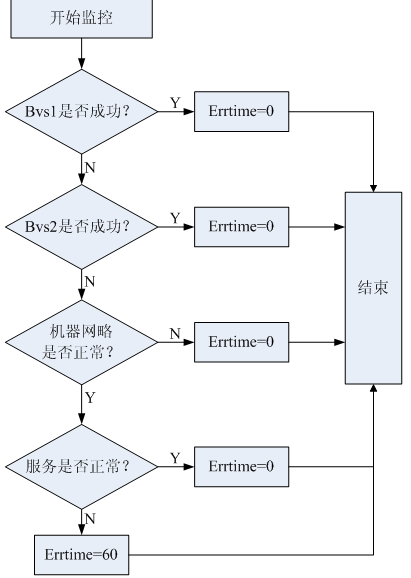 开始监控
Bvs1是否成功?
Y
Errtime=0
N
Bvs2是否成功?
Y
Errtime=0
结束
N
机器网略
是否正常?
N
Errtime=0
Y
服务是否正常?
Y
Errtime=0
N
Errtime=60